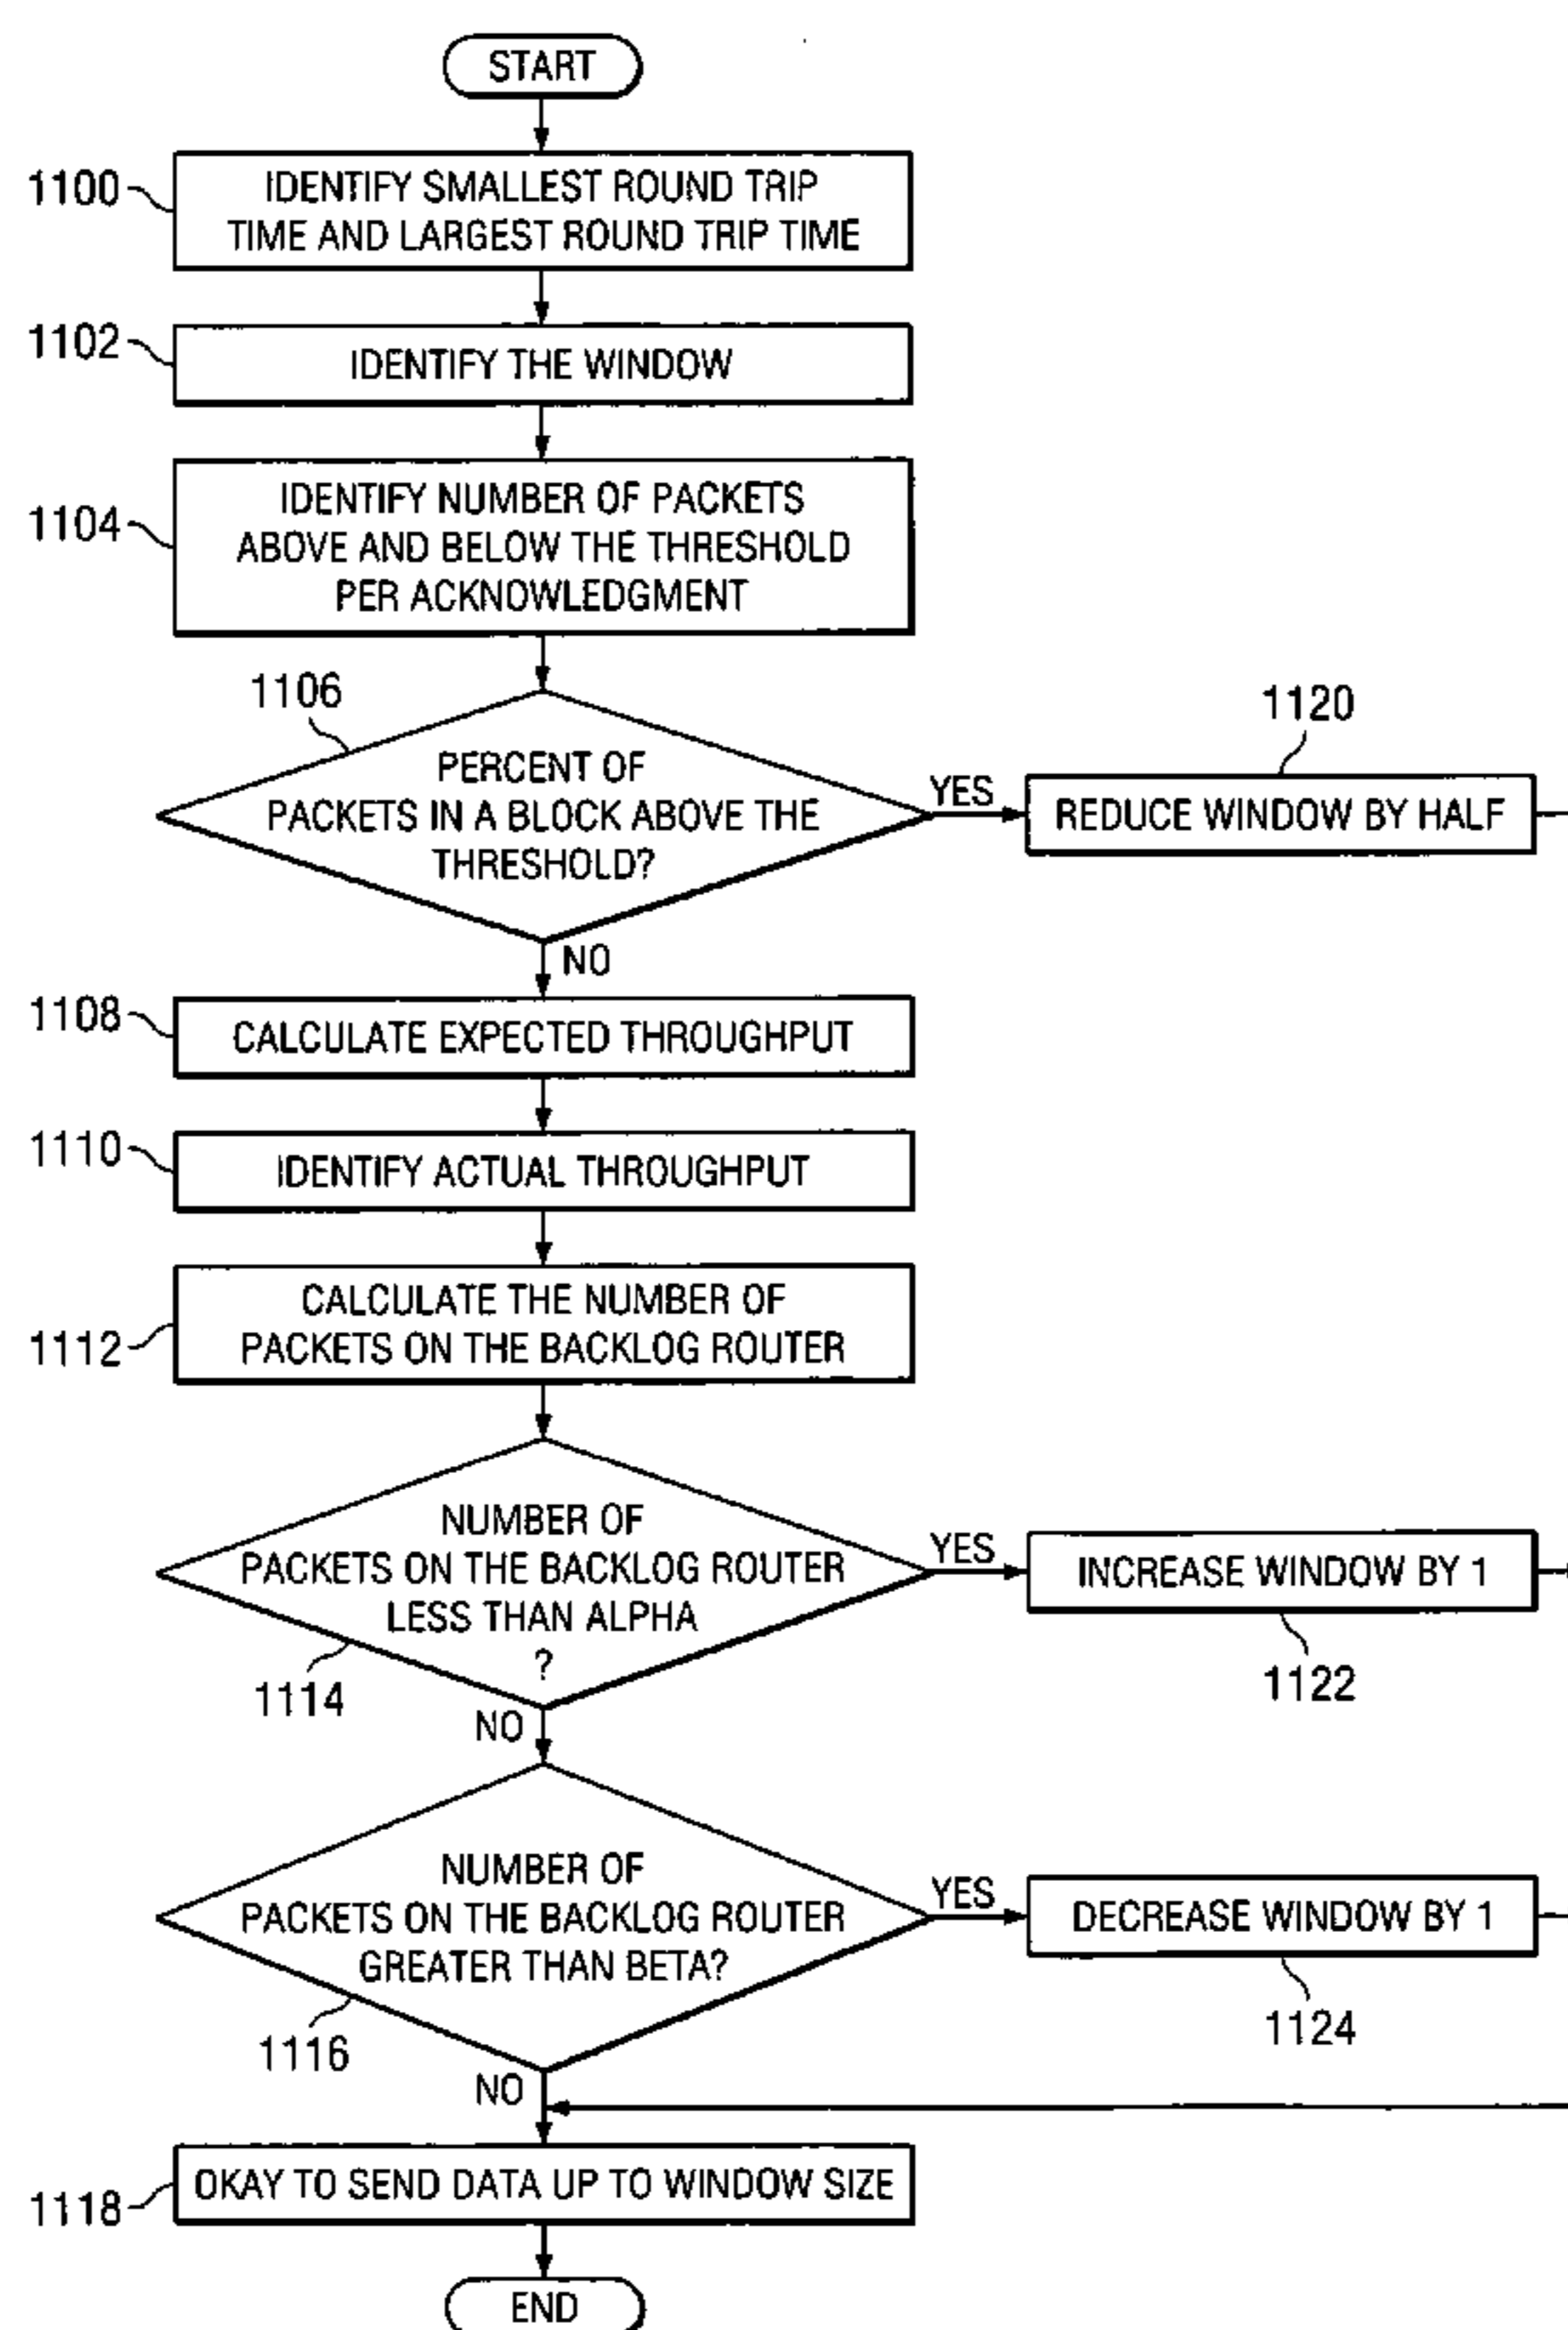 START
1100
IDENTIFY SMALLEST ROUND TRIP
TIME AND LARGEST ROUND TRIP TIME
1102
IDENTIFY THE WINDOW
1104
IDENTIFY NUMBER OF PACKETS
ABOVE AND BELOW THE THRESHOLD
PER ACKNOWLEDGMENT
1106
PERCENT OF
PACKETS IN A BLOCK ABOVE THE
THRESHOLD?
YES
1120
REDUCE WINDOW BY HALF
NO
1108
CALCULATE EXPECTED THROUGHPUT
1110
IDENTIFY ACTUAL THROUGHPUT
1112
CALCULATE THE NUMBER OF
PACKETS ON THE BACKLOG ROUTER
NUMBER OF
PACKETS ON THE BACKLOG ROUTER
LESS THAN ALPHA
?
1114
YES
INCREASE WINDOW BY 1
1122
NO
NUMBER OF
PACKETS ON THE BACKLOG ROUTER
GREATER THAN BETA?
1116
YES
DECREASE WINDOW BY 1
1124
NO
1118
OKAY TO SEND DATA UP TO WINDOW SIZE
END